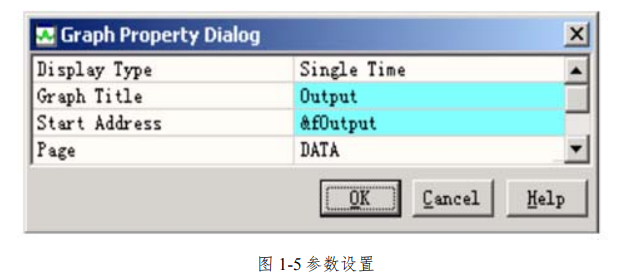 Graph Property Dialog
Display Type Single Time
Graph Title Output
Start Address &fOutput
Page DATA
OK Cancel Help
图 1-5 参数设置